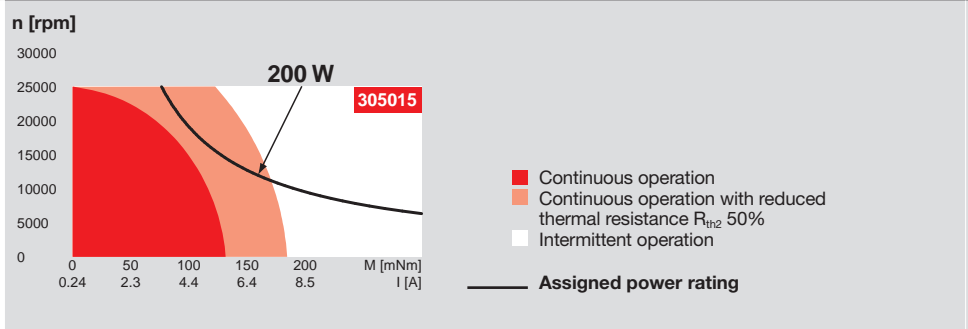 n [rpm]
30000
200 W
25000
305015
20000
15000
10000
5000
0
0 50 100 150 200 M [mNm]
0.24 2.3 4.4 6.4 8.5 I [A]
Continuous operation
Continuous operation with reduced
thermal resistance Rth2 50%
Intermittent operation
Assigned power rating